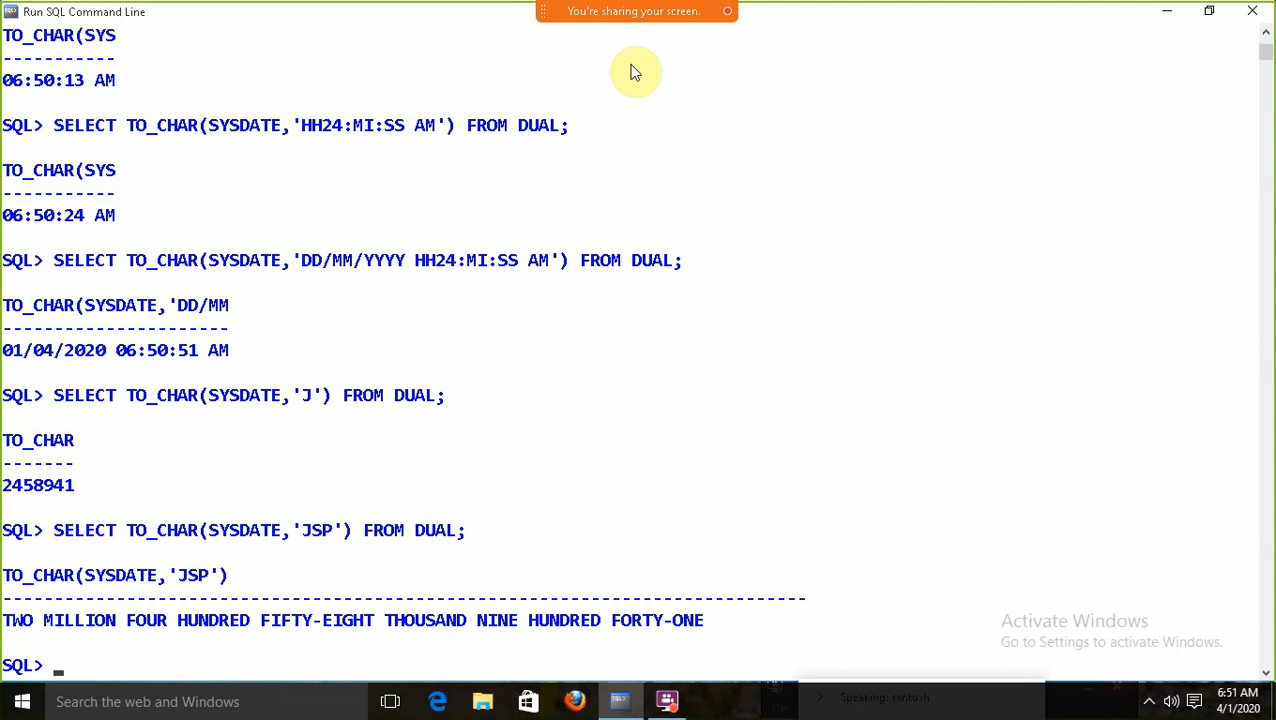 Run SQL Command Line
You're sharing your screen.
TO_CHAR(SYS
-----------
06:50:13 AM
SQL> SELECT TO_CHAR(SYSDATE,'HH24:MI:SS AM') FROM DUAL;
TO_CHAR(SYS
-----------
06:50:24 AM
SQL> SELECT TO_CHAR(SYSDATE,'DD/MM/YYYY HH24:MI:SS AM') FROM DUAL;
TO_CHAR(SYSDATE,'DD/MM
----------------------
01/04/2020 06:50:51 AM
SQL> SELECT TO_CHAR(SYSDATE,'J') FROM DUAL;
TO_CHAR
-------
2458941
SQL> SELECT TO_CHAR(SYSDATE,'JSP') FROM DUAL;
TO_CHAR(SYSDATE,'JSP')
------------------------------------------------------------------------------
TWO MILLION FOUR HUNDRED FIFTY-EIGHT THOUSAND NINE HUNDRED FORTY-ONE
SQL> _
Activate Windows
Go to Settings to activate Windows.
Search the web and Windows
Speaking: santosh
6:51 AM
4/1/2020